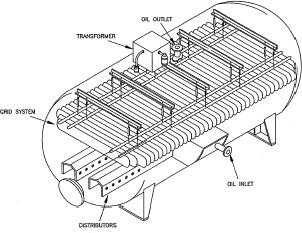 OIL OUTLET
TRANSFORMER
GRID SYSTEM
OIL INLET
DISTRIBUTORS